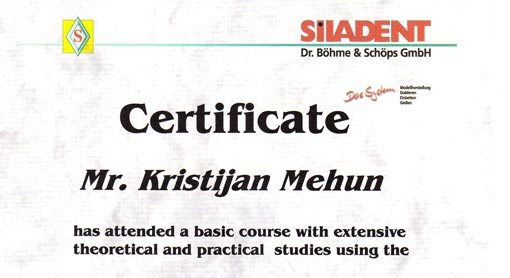 S
SILADENT
Dr. Böhme & Schöps GmbH
Das System
Modellherstellung
Dublieren
Einbetten
Gießen
Certificate
Mr. Kristijan Mehun
has attended a basic course with extensive
theoretical and practical studies using the